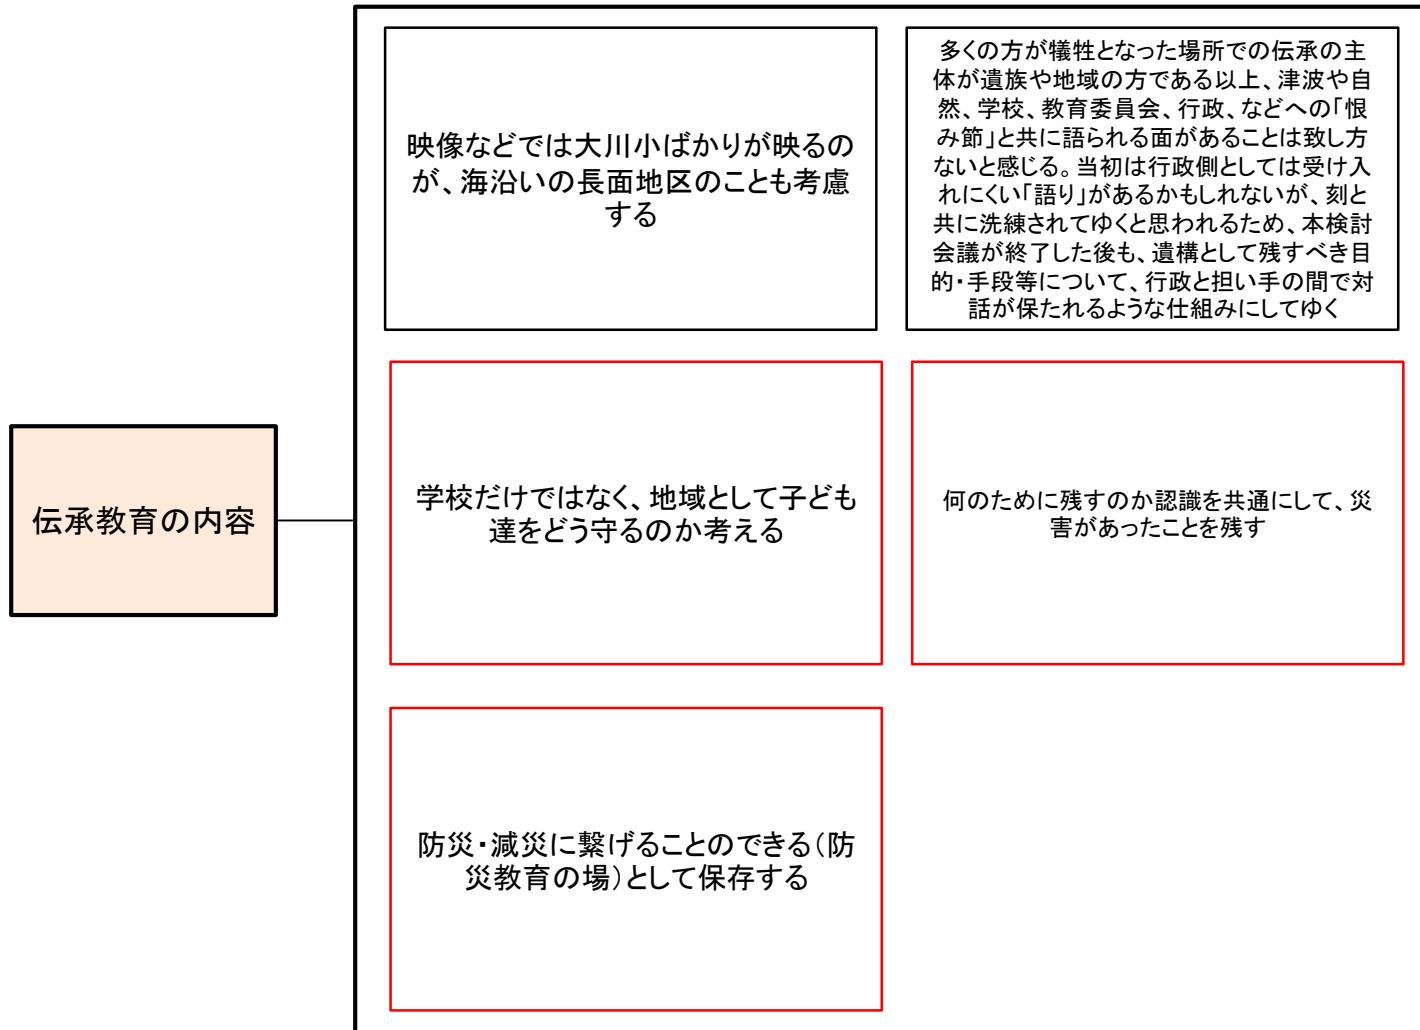 伝承教育の内容
映像などでは大川小ばかりが映るの
が、海沿いの長面地区のことも考慮
する
多くの方が犠牲となった場所での伝承の主
体が遺族や地域の方である以上、津波や自
然、学校、教育委員会、行政、などへの「恨
み節」と共に語られる面があることは致し方
ないと感じる。当初は行政側としては受け入
れにくい「語り」があるかもしれないが、刻と
共に洗練されてゆくと思われるため、本検討
会議が終了した後も、遺構として残すべき目
的・手段等について、行政と担い手の間で対
話が保たれるような仕組みにしてゆく
学校だけではなく、地域として子ども
達をどう守るのか考える
何のために残すのか認識を共通にして、災
害があったことを残す
防災・減災に繋げることのできる（防
災教育の場）として保存する